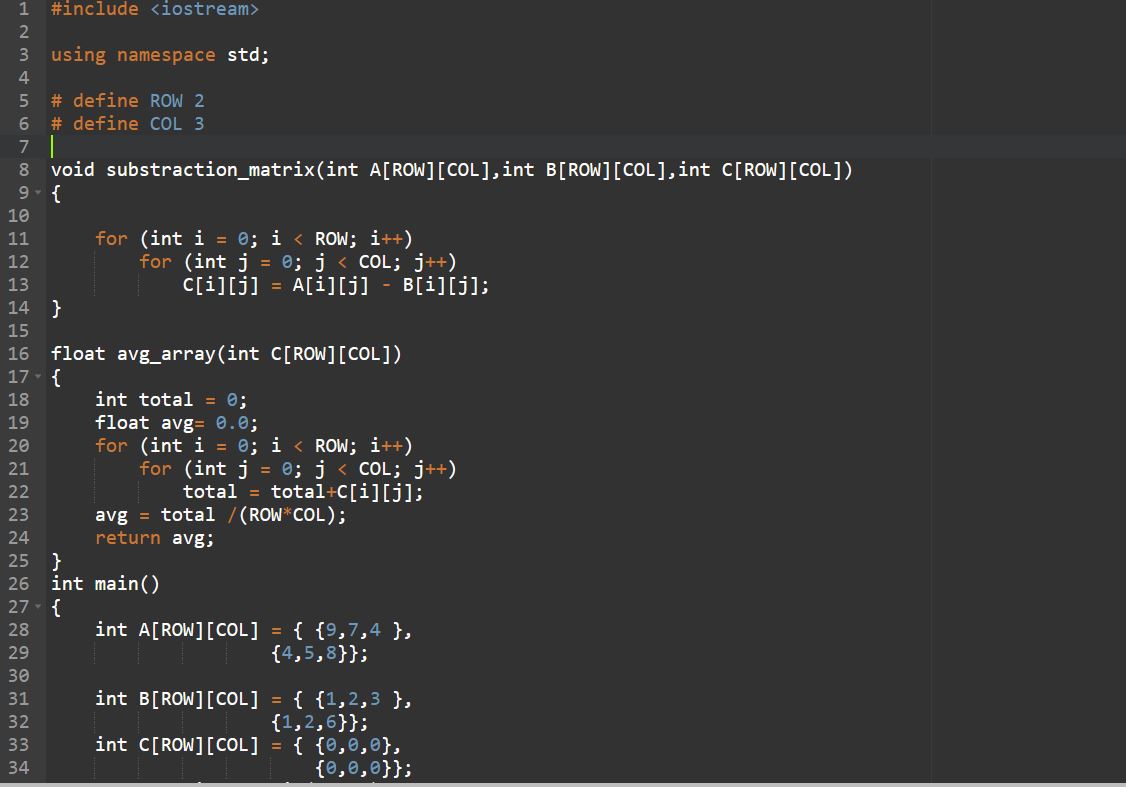 1 #include <iostream>
2
3 using namespace std;
4
5 # define ROW 2
6 # define COL 3
7
8 void substraction_matrix(int A[ROW][COL],int B[ROW][COL],int C[ROW][COL])
9 {
10
11     for (int i = 0; i < ROW; i++)
12         for (int j = 0; j < COL; j++)
13             C[i][j] = A[i][j] - B[i][j];
14 }
15
16 float avg_array(int C[ROW][COL])
17 {
18     int total = 0;
19     float avg= 0.0;
20     for (int i = 0; i < ROW; i++)
21         for (int j = 0; j < COL; j++)
22             total = total+C[i][j];
23     avg = total /(ROW*COL);
24     return avg;
25 }
26 int main()
27 {
28     int A[ROW][COL] = { {9,7,4 },
29                     {4,5,8}};
30
31     int B[ROW][COL] = { {1,2,3 },
32                     {1,2,6}};
33     int C[ROW][COL] = { {0,0,0},
34                         {0,0,0}};